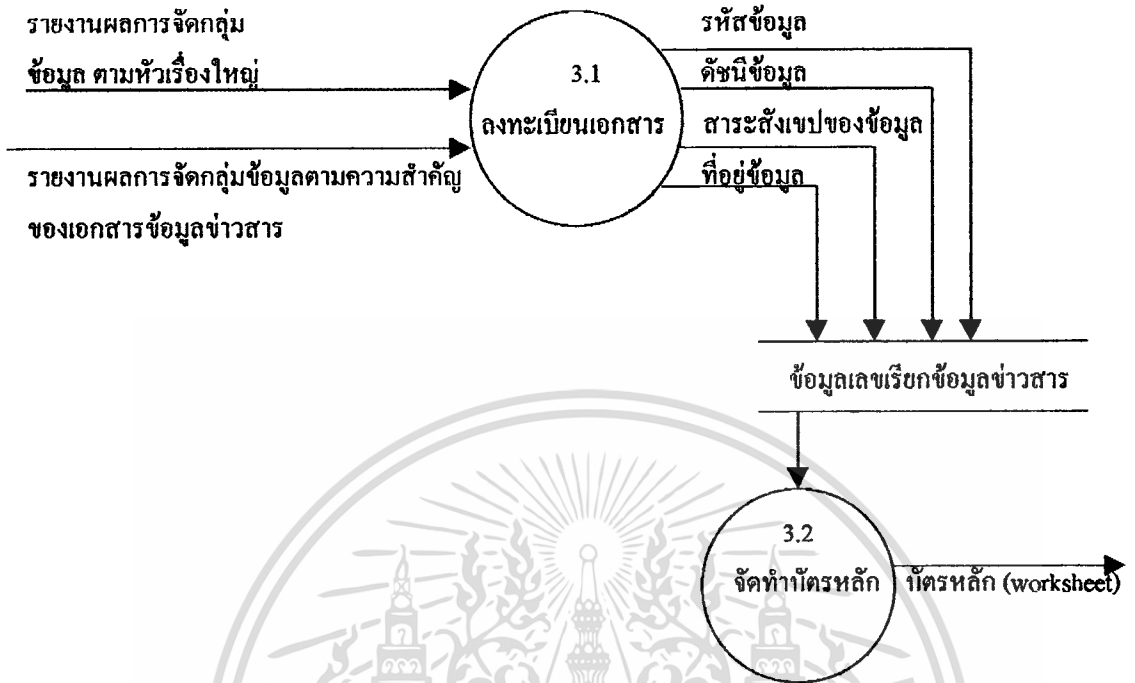 รายงานผลการจัดกลุ่ม
ข้อมูล ตามหัวเรื่องใหญ่
รายงานผลการจัดกลุ่มข้อมูลตามความสำคัญ
ของเอกสารข้อมูลข่าวสาร
3.1
ลงทะเบียนเอกสาร
รหัสข้อมูล
ดัชนีข้อมูล
สาระสังเขปของข้อมูล
ที่อยู่ข้อมูล
ข้อมูลเลขเรียกข้อมูลข่าวสาร
3.2
จัดทำบัตรหลัก
บัตรหลัก (worksheet)